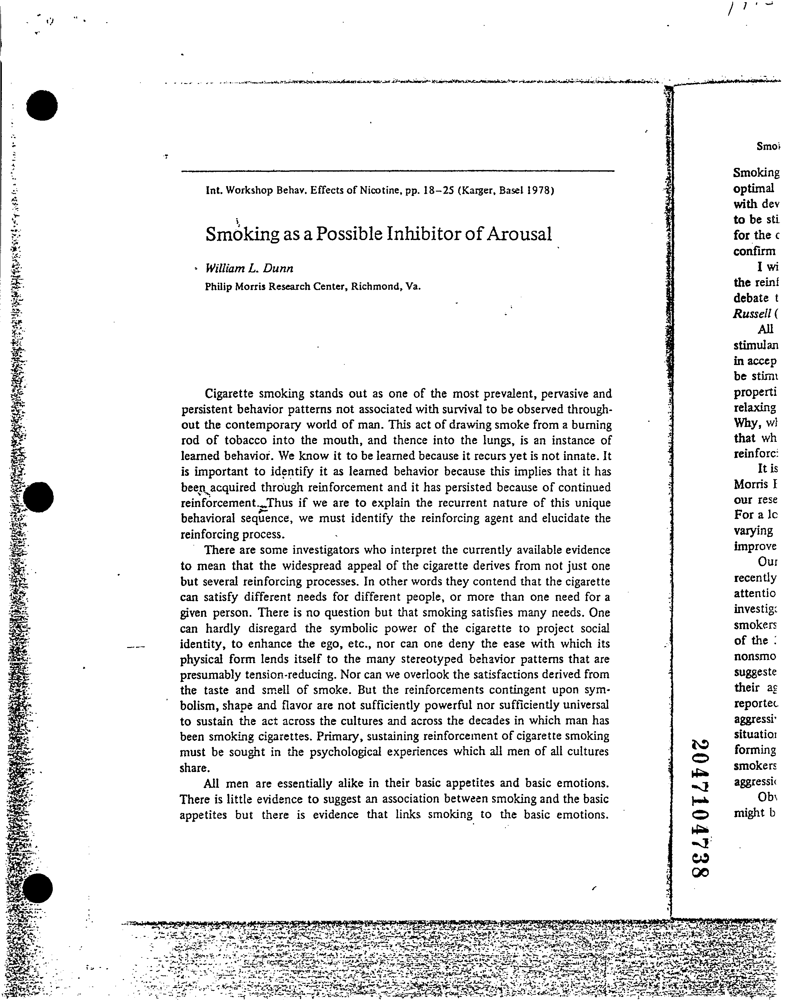 Int. Workshop Behav. Effects of Nicotine, pp. 18–25 (Karger, Basel 1978)
Smoking as a Possible Inhibitor of Arousal
William L. Dunn
Philip Morris Research Center, Richmond, Va.
Cigarette smoking stands out as one of the most prevalent, pervasive and
persistent behavior patterns not associated with survival to be observed through-
out the contemporary world of man. This act of drawing smoke from a burning
rod of tobacco into the mouth, and thence into the lungs, is an instance of
learned behavior. We know it to be learned because it recurs yet is not innate. It
is important to identify it as learned behavior because this implies that it has
been acquired through reinforcement and it has persisted because of continued
reinforcement. Thus if we are to explain the recurrent nature of this unique
behavioral sequence, we must identify the reinforcing agent and elucidate the
reinforcing process.
There are some investigators who interpret the currently available evidence
to mean that the widespread appeal of the cigarette derives from not just one
but several reinforcing processes. In other words they contend that the cigarette
can satisfy different needs for different people, or more than one need for a
given person. There is no question but that smoking satisfies many needs. One
can hardly disregard the symbolic power of the cigarette to project social
identity, to enhance the ego, etc., nor can one deny the ease with which its
physical form lends itself to the many stereotyped behavior patterns that are
presumably tension-reducing. Nor can we overlook the satisfactions derived from
the taste and smell of smoke. But the reinforcements contingent upon sym-
bolism, shape and flavor are not sufficiently powerful nor sufficiently universal
to sustain the act across the cultures and across the decades in which man has
been smoking cigarettes. Primary, sustaining reinforcement of cigarette smoking
must be sought in the psychological experiences which all men of all cultures
share.
All men are essentially alike in their basic appetites and basic emotions.
There is little evidence to suggest an association between smoking and the basic
appetites but there is evidence that links smoking to the basic emotions.
Smoking
optimal
with dev
to be sti
for the
confirm
I wi
the reinf
debate t
Russell (
All
stimulan
in accep
be stimu
properti
relaxing
Why, wh
that wh
reinforc
It is
Morris
our rese
For a lo
varying
improve
Our
recently
attentio
investig
smokers
of the
nonsmo
suggeste
their ag
reported
aggressi
situation
forming
smokers
aggressi
Obv
might b
2047104738